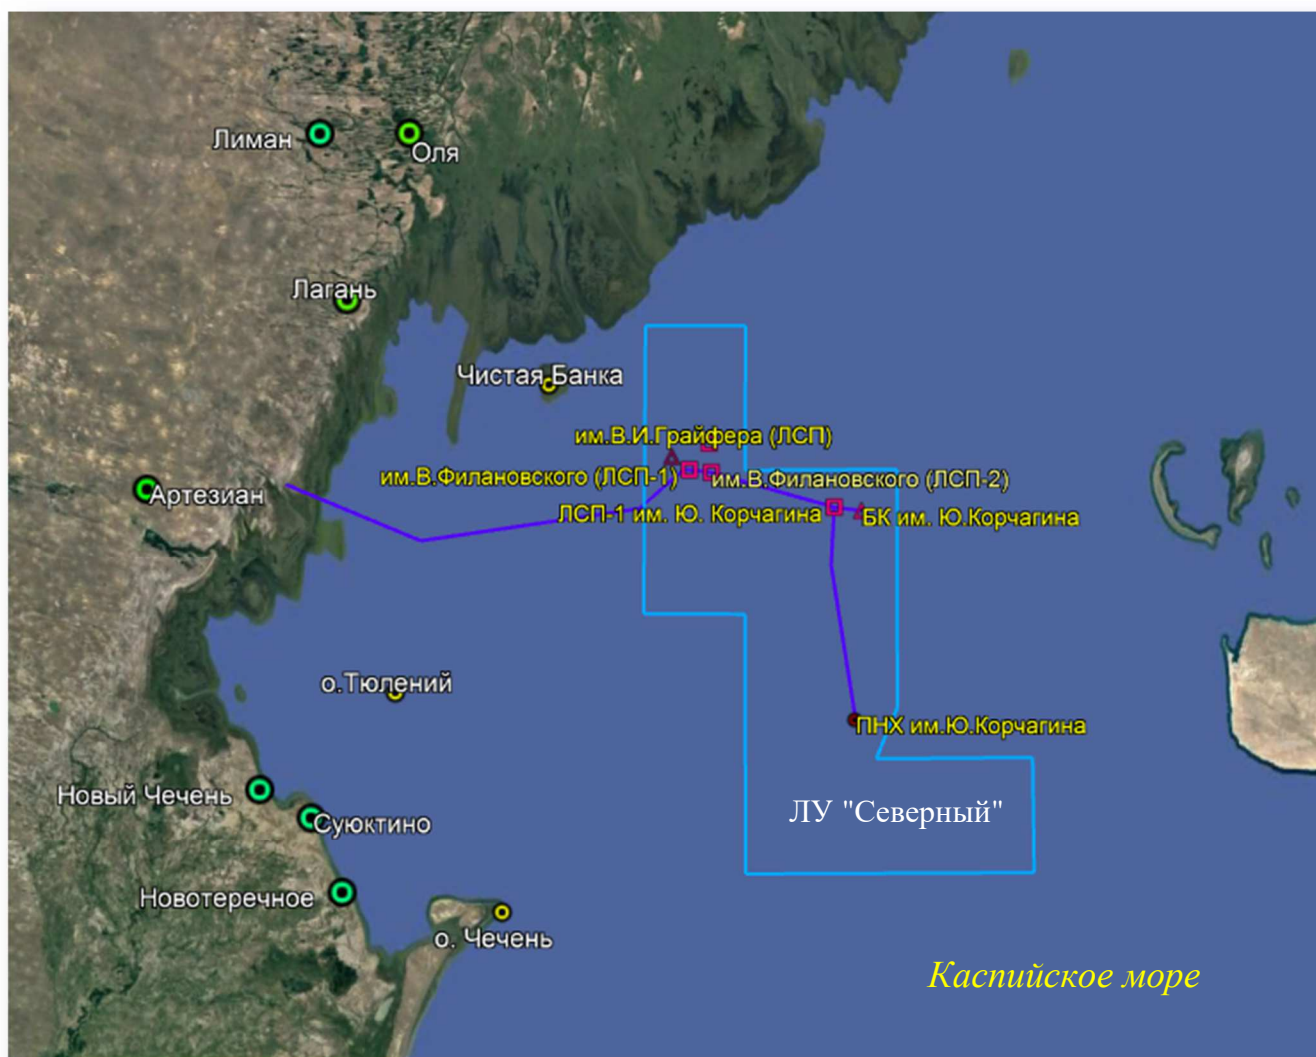 Лиман
Оля
Лагань
Чистая Банка
им.В.И.Грайфера (ЛСП)
им.В.Филановского (ЛСП-1)
им.В.Филановского (ЛСП-2)
Артезиан
ЛСП-1 им. Ю. Корчагина
БК им. Ю.Корчагина
о.Тюлений
ПНХ им.Ю.Корчагина
Новый Чечень
Суюктино
ЛУ "Северный"
Новотеречное
о. Чечень
Каспийское море